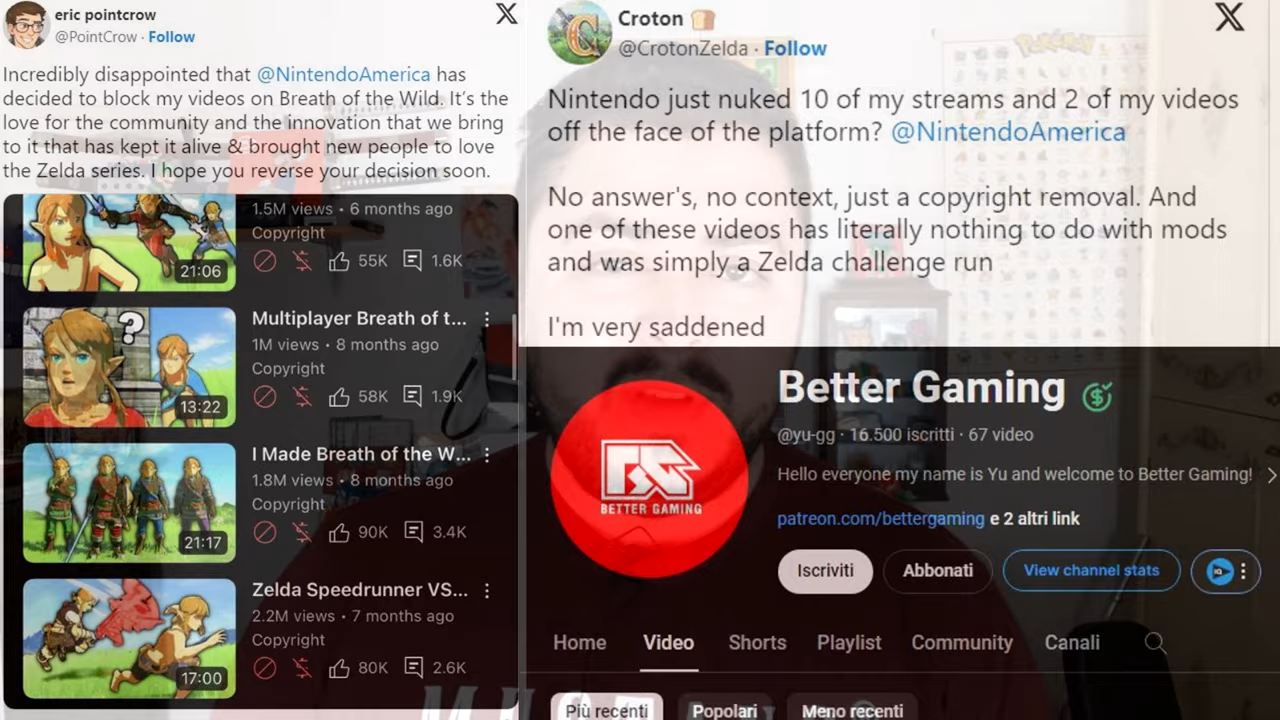 eric pointcrow
@PointCrow · Follow
Incredibly disappointed that @NintendoAmerica has
decided to block my videos on Breath of the Wild. It's the
love for the community and the innovation that we bring
to it that has kept it alive & brought new people to love
the Zelda series. I hope you reverse your decision soon.
1.5M views • 6 months ago
Copyright
55K 1.6K
21:06
Multiplayer Breath of t...
1M views • 8 months ago
Copyright
58K 1.9K
13:22
I Made Breath of the W...
1.8M views • 8 months ago
Copyright
90K 3.4K
21:17
Zelda Speedrunner VS...
2.2M views • 7 months ago
Copyright
80K 2.6K
17:00
Croton
@CrotonZelda · Follow
Nintendo just nuked 10 of my streams and 2 of my videos
off the face of the platform? @NintendoAmerica
No answer's, no context, just a copyright removal. And
one of these videos has literally nothing to do with mods
and was simply a Zelda challenge run
I'm very saddened
Pokémon
BETTER GAMING
Better Gaming
@yu-gg · 16.500 iscritti · 67 video
Hello everyone my name is Yu and welcome to Better Gaming!
patreon.com/bettergaming e 2 altri link
Iscriviti Abbonati View channel stats
Home Video Shorts Playlist Community Canali
Più recenti Popolari Meno recenti